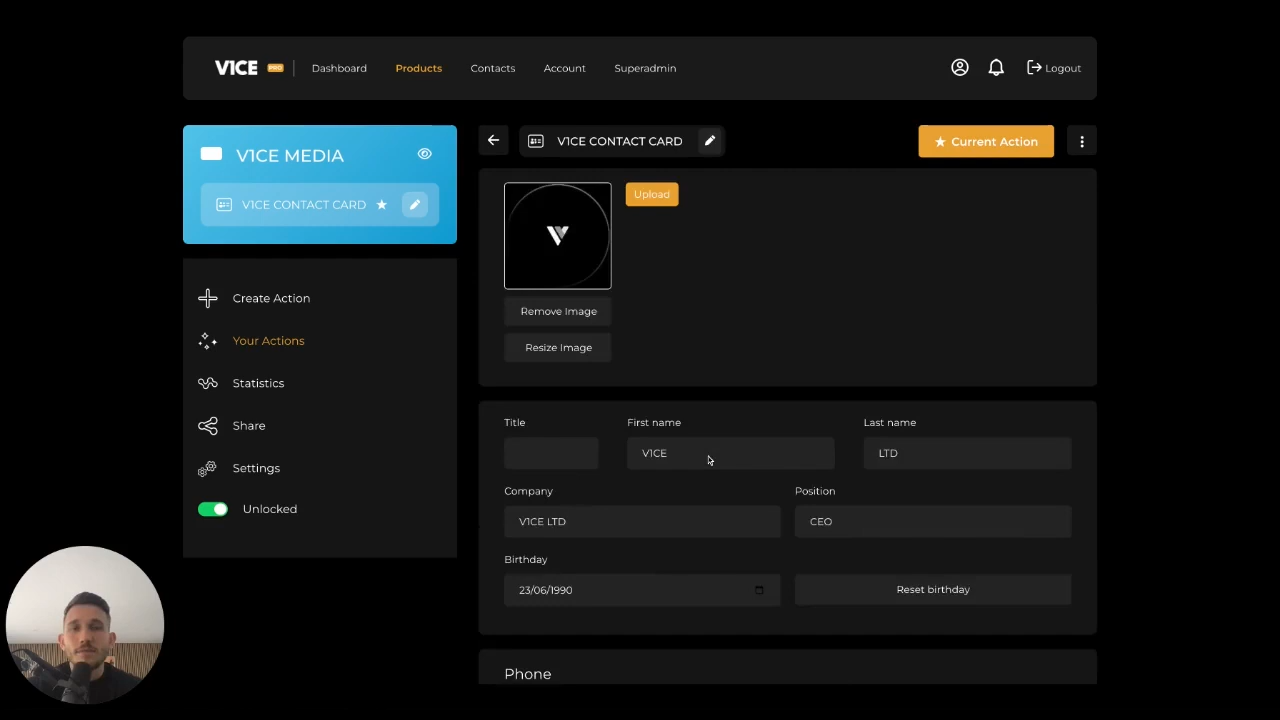 V1CE PRO
Dashboard
Products
Contacts
Account
Superadmin
Logout
V1CE MEDIA
V1CE CONTACT CARD
Create Action
Your Actions
Statistics
Share
Settings
Unlocked
V1CE CONTACT CARD
Current Action
Upload
Remove Image
Resize Image
Title
First name
Last name
V1CE
LTD
Company
Position
V1CE LTD
CEO
Birthday
23/06/1990
Reset birthday
Phone